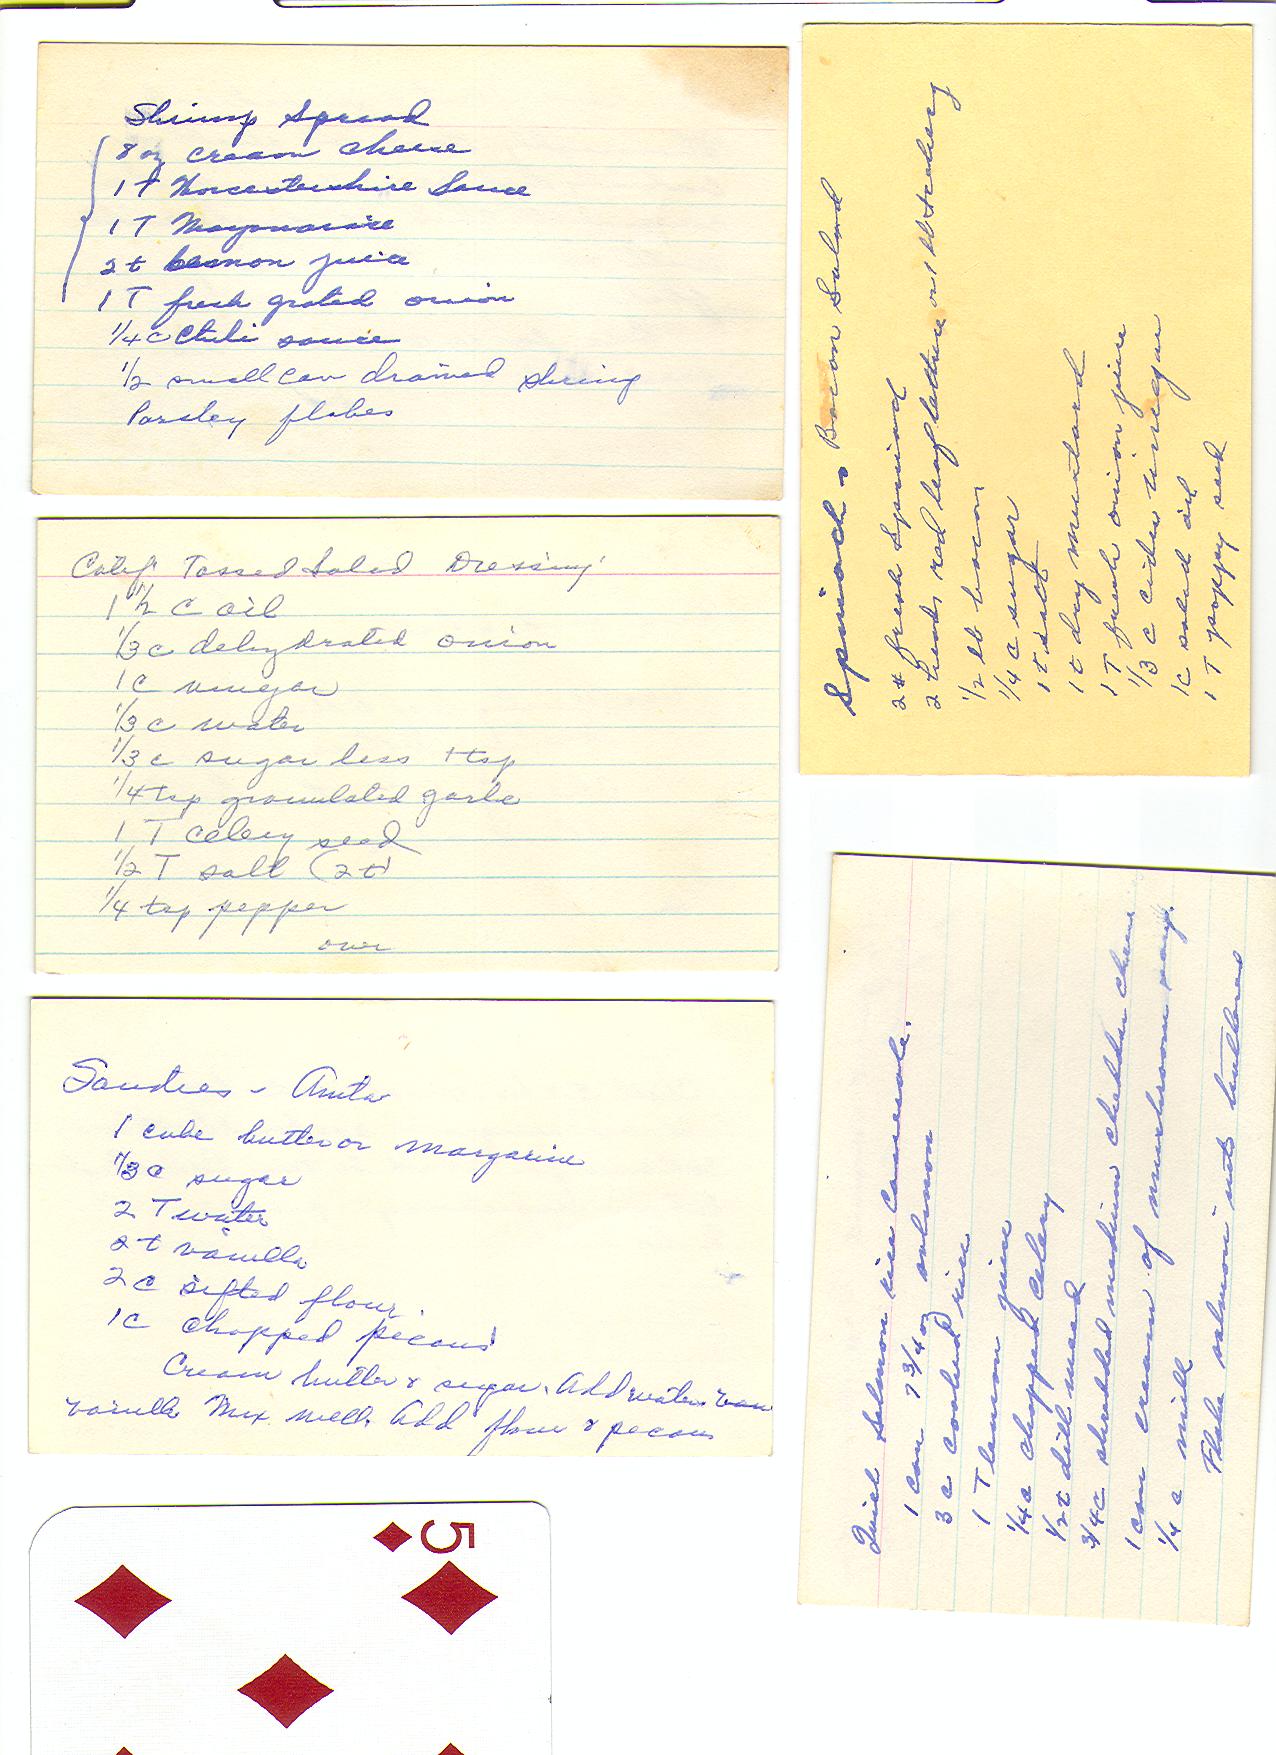 Shrimp Spread
8 oz cream cheese
1 T Worcestershire Sauce
1 T Mayonnaise
2 t lemon juice
1 T fresh grated onion
1/4 c Chili sauce
1/2 small can drained shrimp
Parsley flakes
Calif Tossed Salad Dressing
1 1/2 c oil
1/3 c dehydrated onion
1 c vinegar
1/3 c water
1/3 c sugar less 1 tsp
1/4 tsp granulated garlic
1 T celery seed
1/2 T salt (2t)
1/4 tsp pepper
over
Sandies - Anita
1 cube butter or margarine
1/3 c sugar
2 T water
2 t vanilla
2 c sifted flour
1 c chopped pecans
Cream butter & sugar. Add water
vanilla Mix well. Add flour & pecans
5
Spinach - Bacon Salad
2 # fresh Spinach
2 heads red leaf lettuce or 1 lb
1/2 lb bacon
1/4 c sugar
1 t salt
1 t dry mustard
1 T fresh onion juice
1/3 c cider vinegar
1 c salad oil
1 T poppy seed
Quick Salmon rice Casserole.
1 can 7 3/4 oz salmon
3 c cooked rice
1 T lemon juice
1/4 c chopped celery
1/2 t dill weed
3/4 c shredded medium cheddar cheese
1 can cream of mushroom soup.
1/4 c milk
Flake salmon into buttered